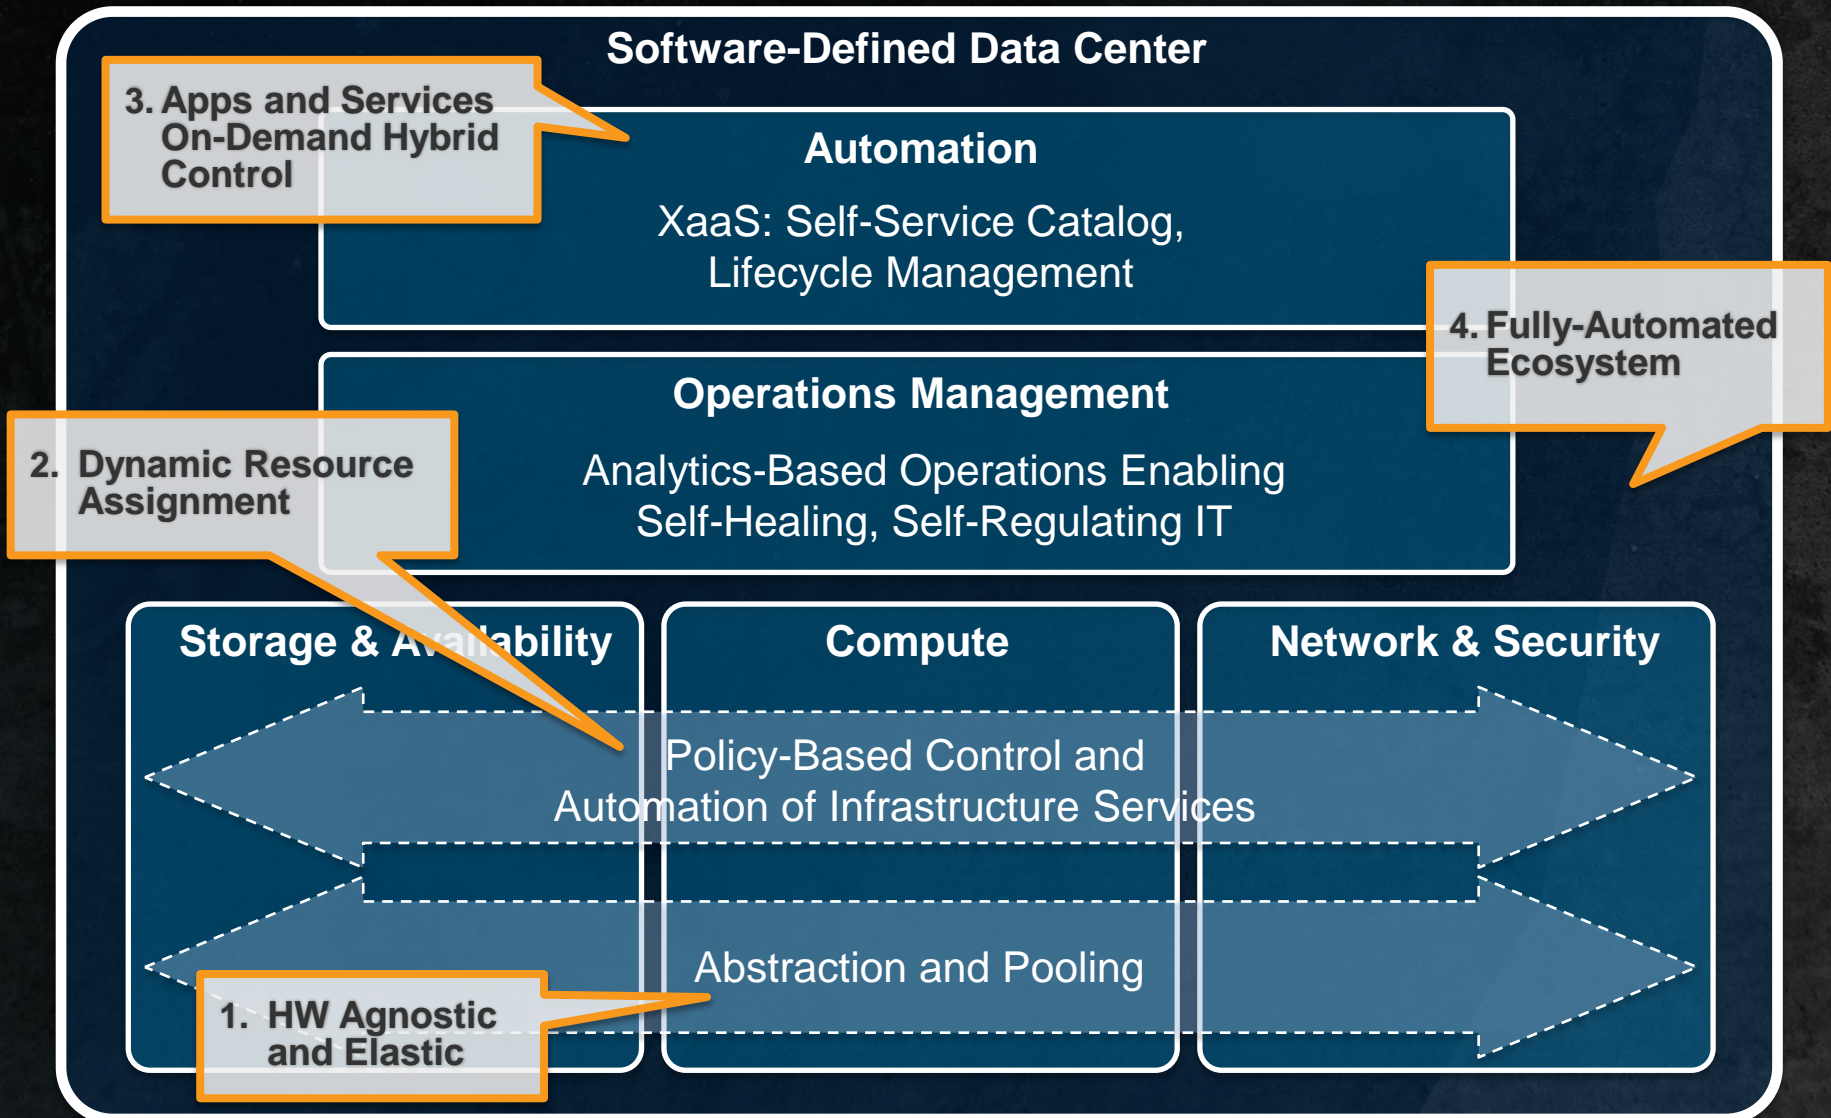 Software-Defined Data Center
3. Apps and Services
On-Demand Hybrid
Control
Automation
XaaS: Self-Service Catalog,
Lifecycle Management
4. Fully-Automated
Ecosystem
Operations Management
Analytics-Based Operations Enabling
Self-Healing, Self-Regulating IT
2. Dynamic Resource
Assignment
Storage & Availability
Compute
Network & Security
Policy-Based Control and
Automation of Infrastructure Services
Abstraction and Pooling
1. HW Agnostic
and Elastic